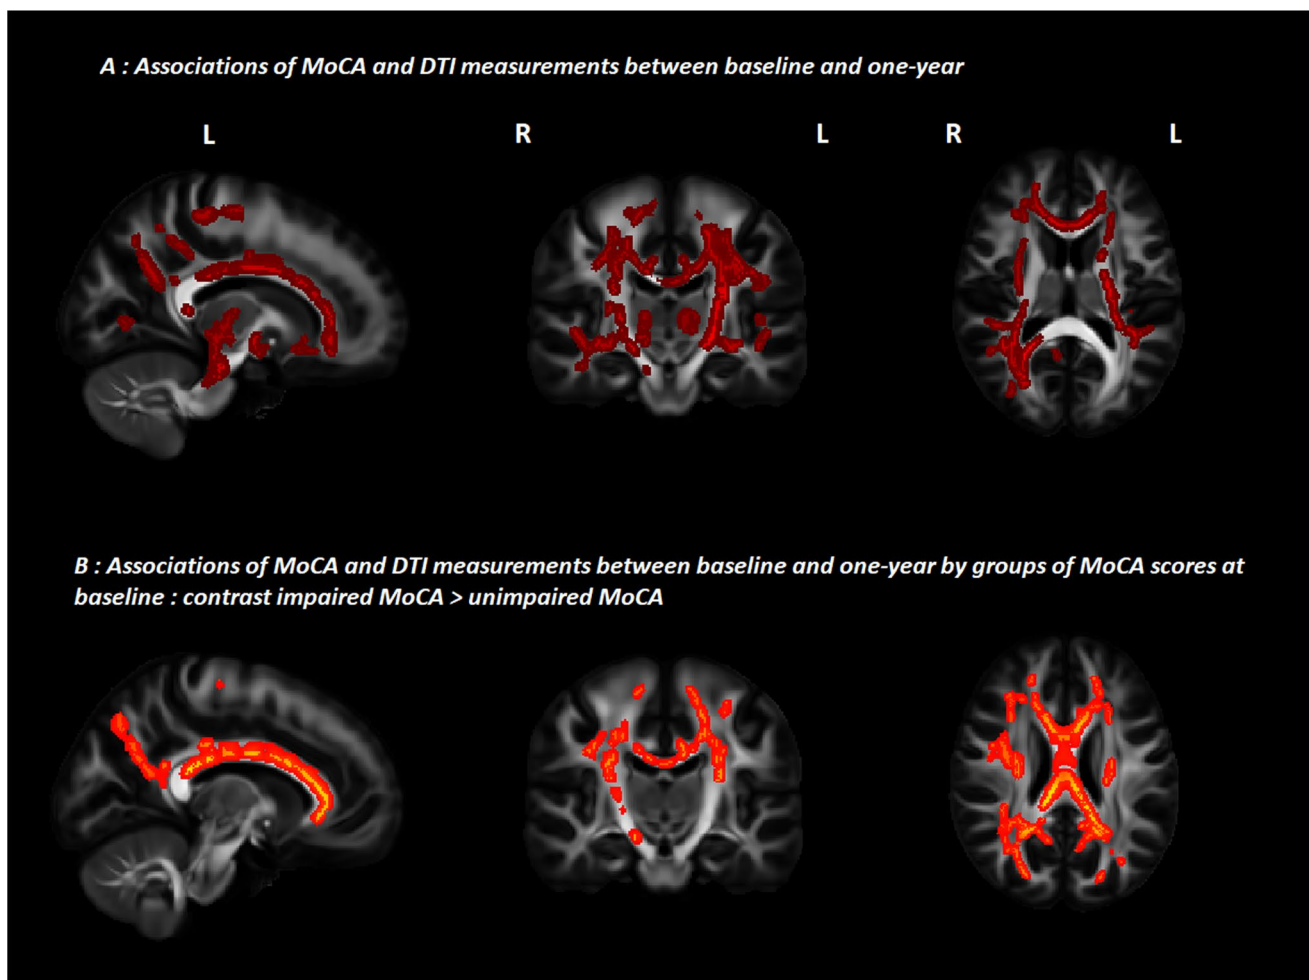 A : Associations of MoCA and DTI measurements between baseline and one-year
L R L R L
B : Associations of MoCA and DTI measurements between baseline and one-year by groups of MoCA scores at
baseline : contrast impaired MoCA > unimpaired MoCA